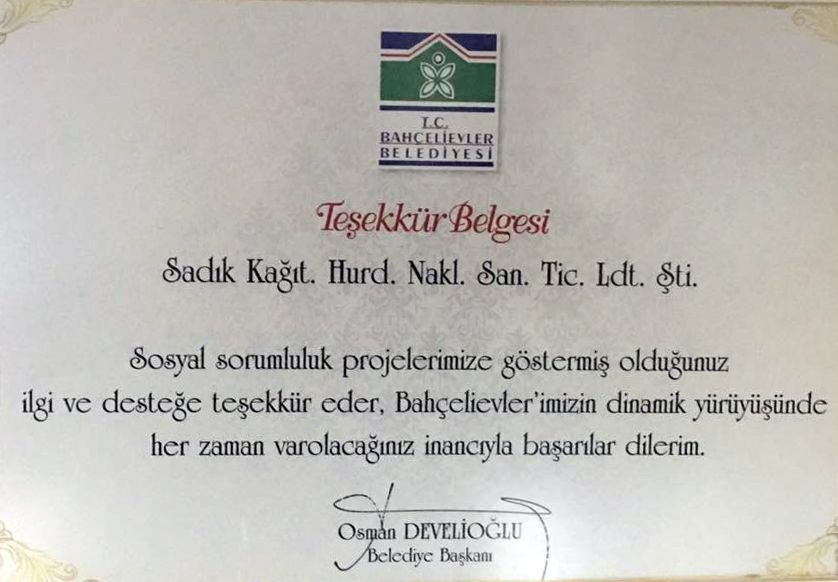 T.C.
BAHÇELİEVLER
BELEDİYESİ
Teşekkür Belgesi
Sadık Kağıt. Hurd. Nakl. San. Tic. Ldt. Şti.
Sosyal sorumluluk projelerimize göstermiş olduğunuz
ilgi ve desteğe teşekkür eder, Bahçelievler'imizin dinamik yürüyüşünde
her zaman varolacağınız inancıyla başarılar dilerim.
Osman DEVELİOĞLU
Belediye Başkanı